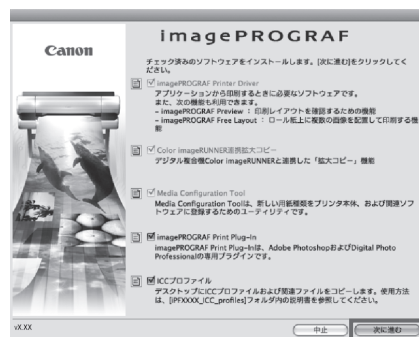 Canon
imagePROGRAF
チェック済みのソフトウェアをインストールします。[次に進む]をクリックしてく
ださい。
imagePROGRAF Printer Driver
アプリケーションから印刷するときに必要なソフトウェアです。
また、次の機能も利用できます。
– imagePROGRAF Preview ： 印刷レイアウトを確認するための機能
– imagePROGRAF Free Layout ： ロール紙上に複数の画像を配置して印刷する機
能
Color imageRUNNER連携拡大コピー
デジタル複合機Color imageRUNNERと連携した「拡大コピー」機能
Media Configuration Tool
Media Configuration Toolは、新しい用紙種類をプリンタ本体、および関連ソフ
トウェアに登録するためのユーティリティです。
imagePROGRAF Print Plug-In
imagePROGRAF Print Plug-Inは、Adobe PhotoshopおよびDigital Photo
Professionalの専用プラグインです。
ICCプロファイル
デスクトップにICCプロファイルおよび関連ファイルをコピーします。使用方法
は、[iPFXXXX_ICC_profiles]フォルダ内の説明書を参照してください。
vX.XX
中止
次に進む